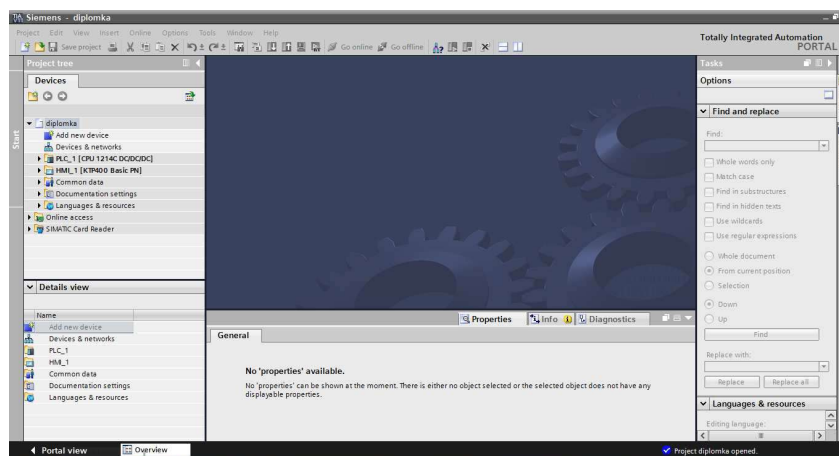 Siemens - diplomka
Project Edit View Insert Online Options Tools Window Help
Save project Go online Go offline
Totally Integrated Automation
PORTAL
Start
Project tree
Devices
diplomka
Add new device
Devices & networks
PLC_1 [CPU 1214C DC/DC/DC]
HMI_1 [KTP400 Basic PN]
Common data
Documentation settings
Languages & resources
Online access
SIMATIC Card Reader
Details view
Name
Add new device
Devices & networks
PLC_1
HMI_1
Common data
Documentation settings
Languages & resources
Properties Info Diagnostics
General
No 'properties' available.
No 'properties' can be shown at the moment. There is either no object selected or the selected object does not have any
displayable properties.
Tasks
Options
Find and replace
Find:
Whole words only
Match case
Find in substructures
Find in hidden texts
Use wildcards
Use regular expressions
Whole document
From current position
Selection
Down
Up
Find
Replace with:
Replace Replace all
Languages & resources
Editing language:
Portal view Overview
Project diplomka opened.